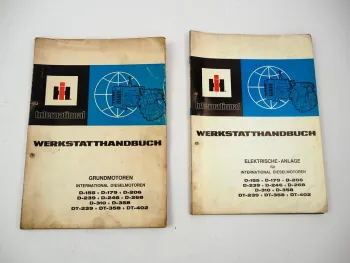 International
WERKSTATTHANDBUCH
GRUNDMOTOREN
INTERNATIONAL DIESELMOTOREN
D-155 • D-179 • D-206
D-239 • D-246 • D-268
D-310 • D-358
DT-239 • DT-358 • DT-402
International
WERKSTATTHANDBUCH
ELEKTRISCHE-ANLAGE
für
INTERNATIONAL DIESELMOTOREN
D-155 • D-179 • D-206
D-239 • D-246 • D-268
D-310 • D-358
DT-239 • DT-358 • DT-402